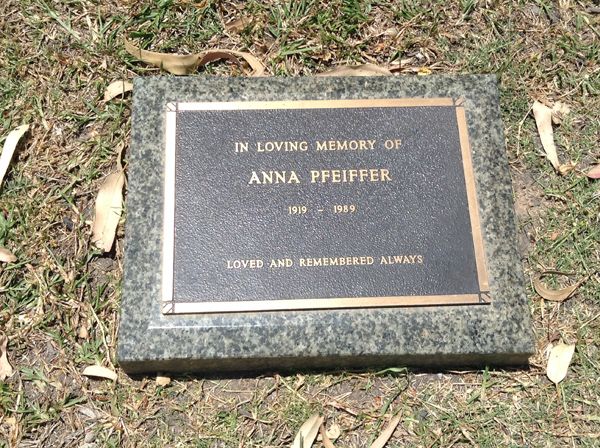 IN LOVING MEMORY OF
ANNA PFEIFFER
1919 - 1989
LOVED AND REMEMBERED ALWAYS